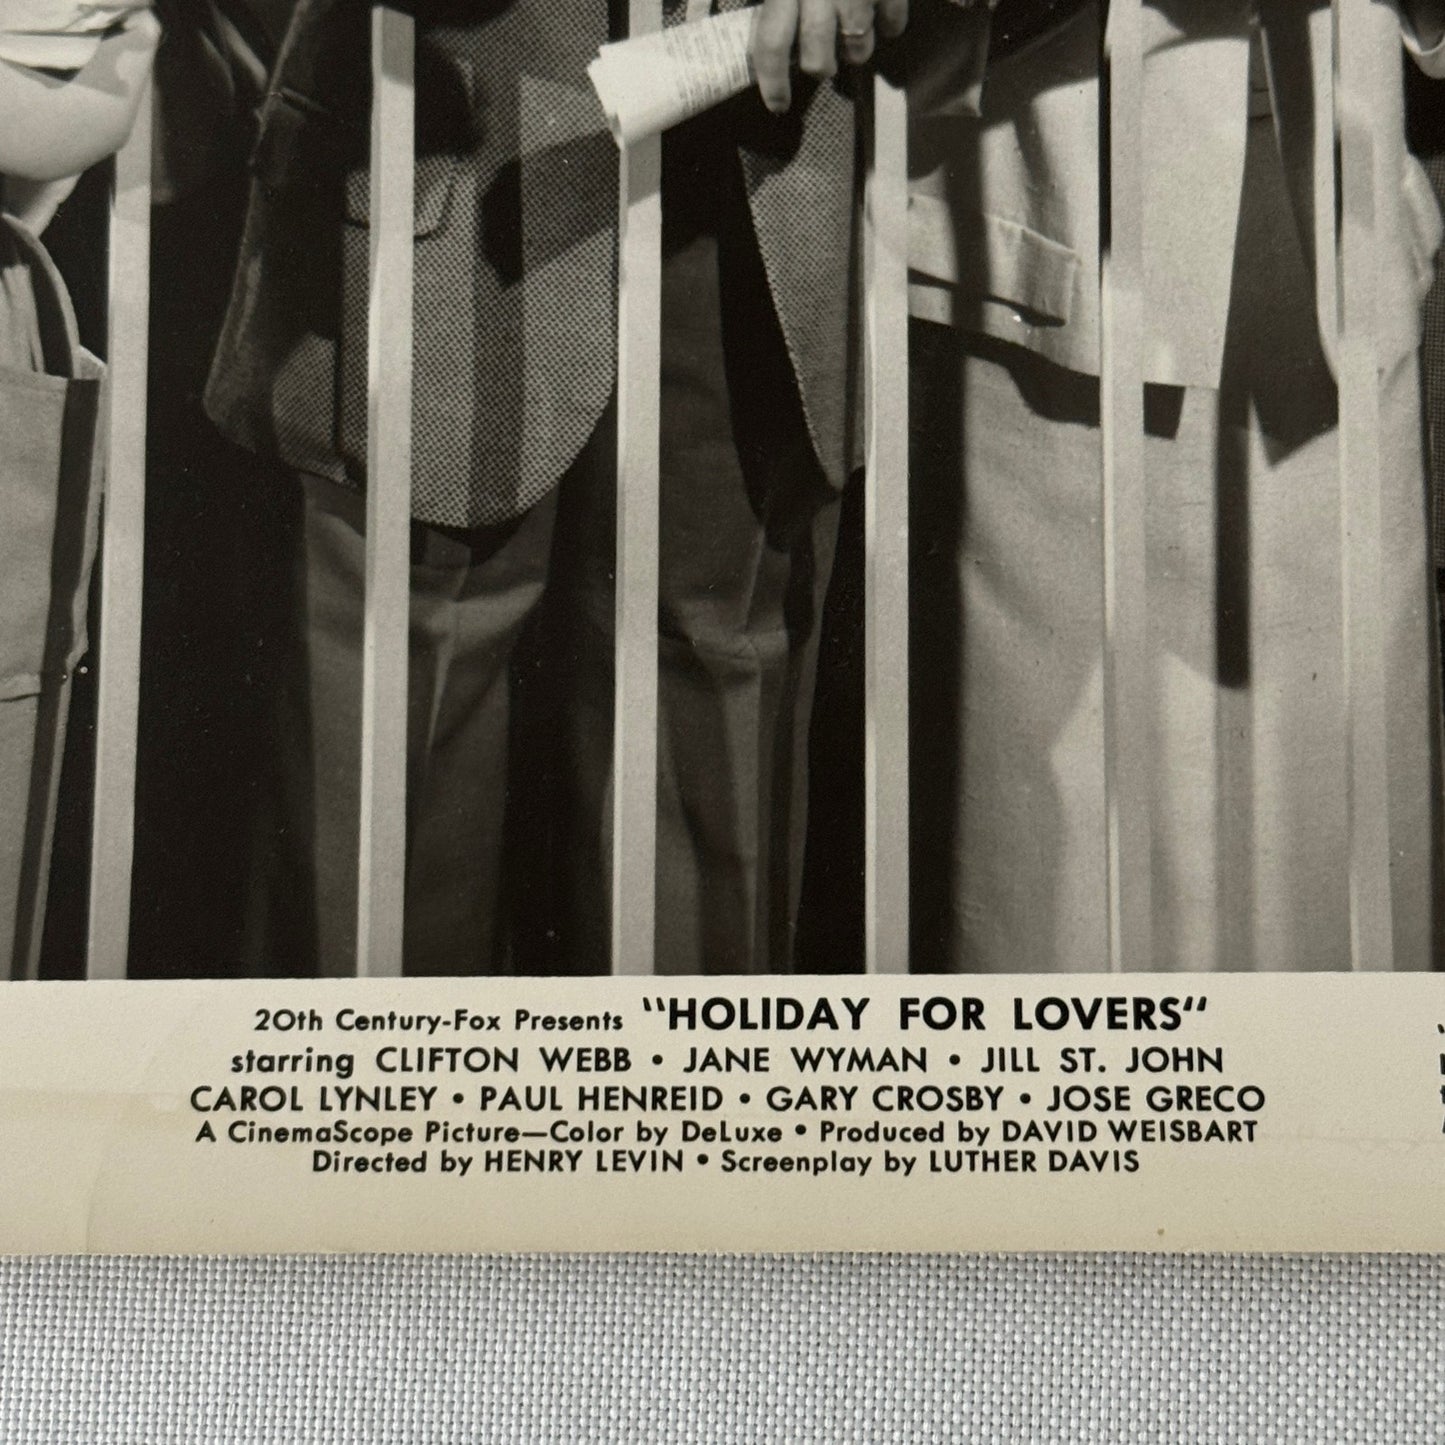 20th Century-Fox Presents "HOLIDAY FOR LOVERS"
starring CLIFTON WEBB • JANE WYMAN • JILL ST. JOHN
CAROL LYNLEY • PAUL HENREID • GARY CROSBY • JOSE GRECO
A CinemaScope Picture—Color by DeLuxe • Produced by DAVID WEISBART
Directed by HENRY LEVIN • Screenplay by LUTHER DAVIS